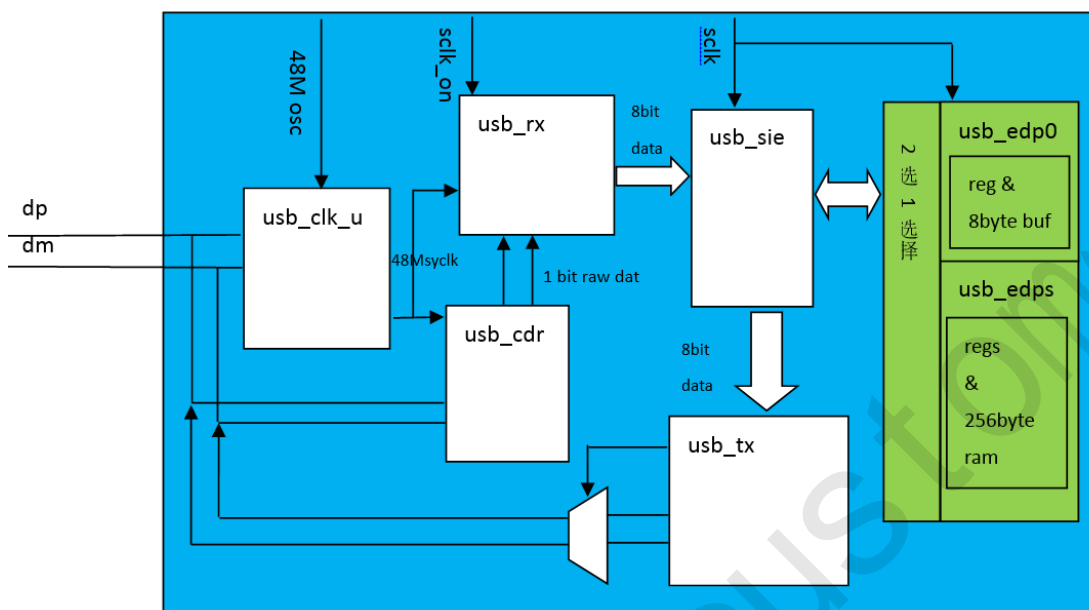 48M osc
sclk_on
sclk
usb_rx
8bit
data
usb_sie
2选1选择
usb_edp0
reg &
8byte buf
dp
dm
usb_clk_u
48Msyclk
1 bit raw dat
usb_cdr
usb_edps
regs
&
256byte
ram
8bit
data
usb_tx